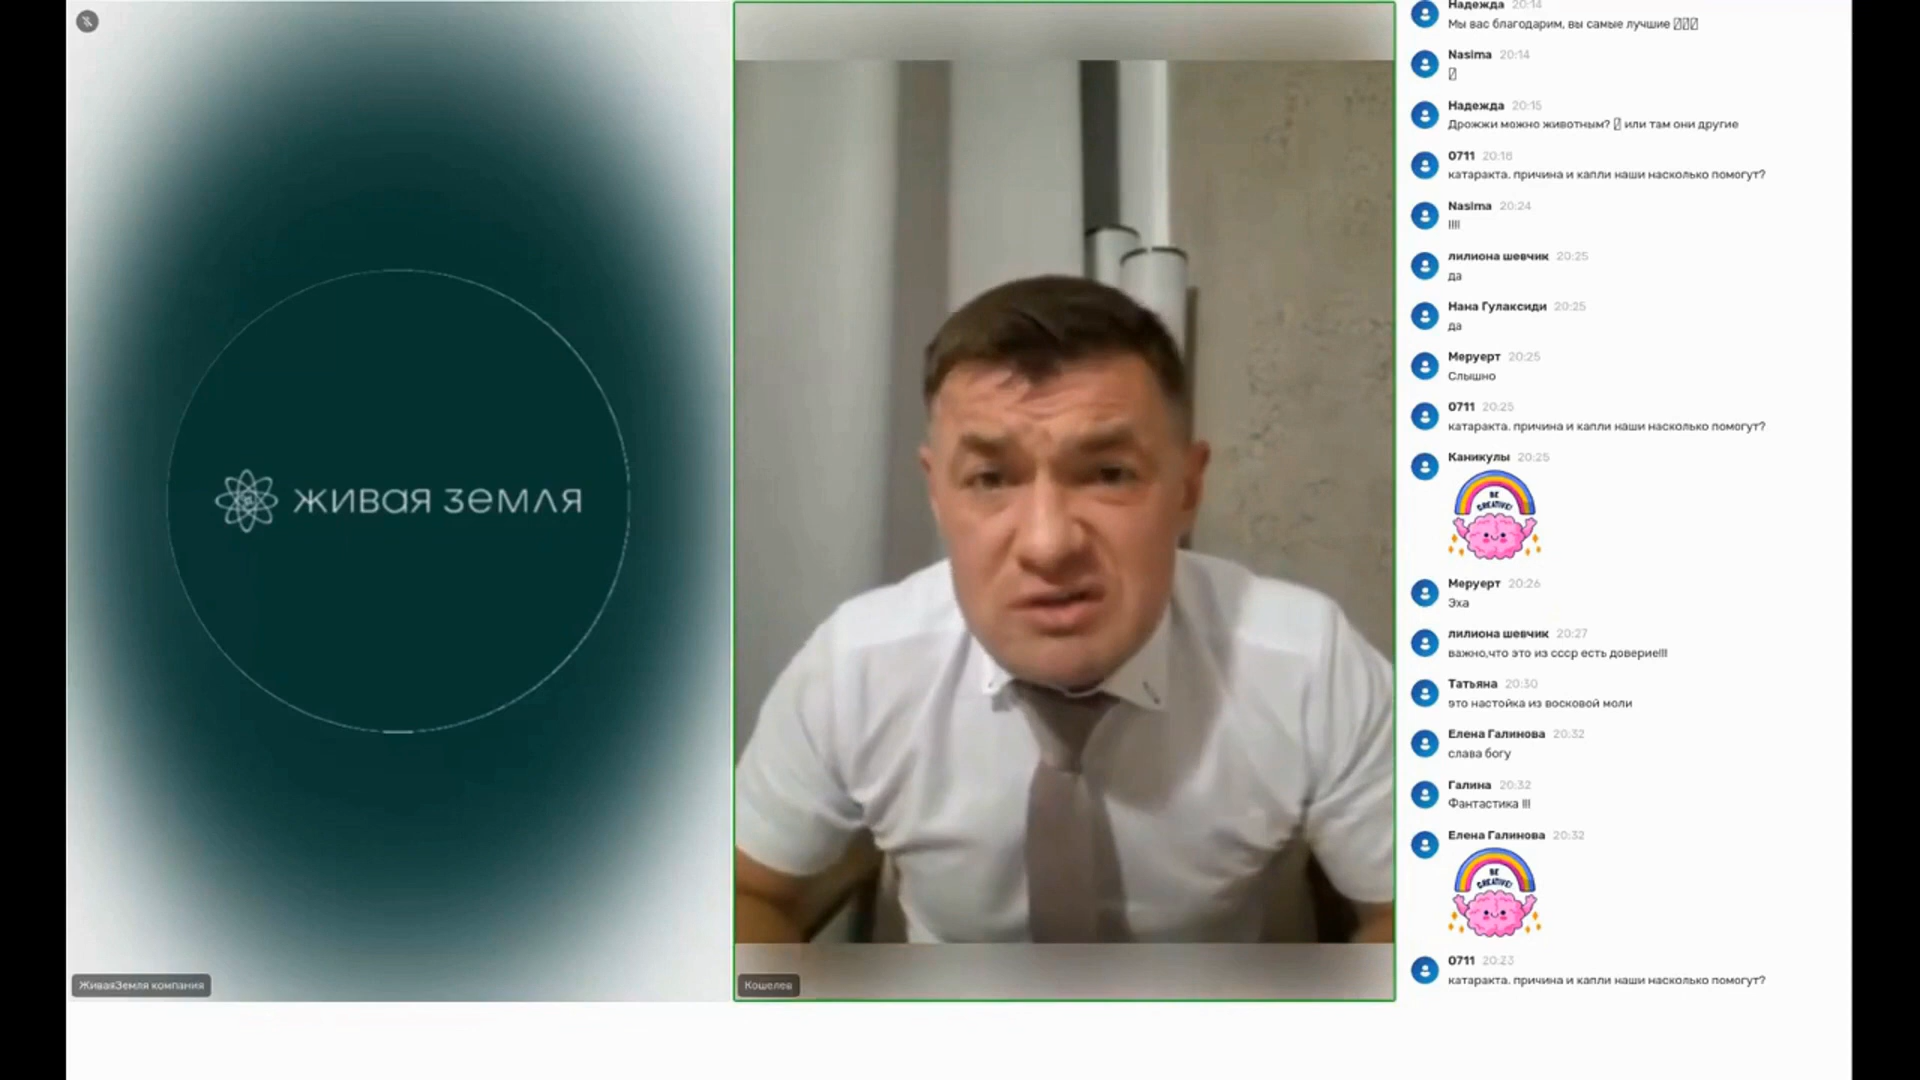 живая земля
ЖиваяЗемля компания
Кошелев
Надежда 20:14
Мы вас благодарим, вы самые лучшие
Nasima 20:14
Надежда 20:15
Дрожжи можно животным? или там они другие
0711 20:18
катаракта. причина и капли наши насколько помогут?
Nasima 20:24
!!!!
лилиона шевчик 20:25
да
Нана Гулаксиди 20:25
да
Меруерт 20:25
Слышно
0711 20:25
катаракта. причина и капли наши насколько помогут?
Каникулы 20:25
BE
CREATIVE!
Меруерт 20:26
Эха
лилиона шевчик 20:27
важно,что это из ссср есть доверие!!!
Татьяна 20:30
это настойка из восковой моли
Елена Галинова 20:32
слава богу
Галина 20:32
Фантастика !!!
Елена Галинова 20:32
BE
CREATIVE!
0711
катаракта. причина и капли наши насколько помогут?